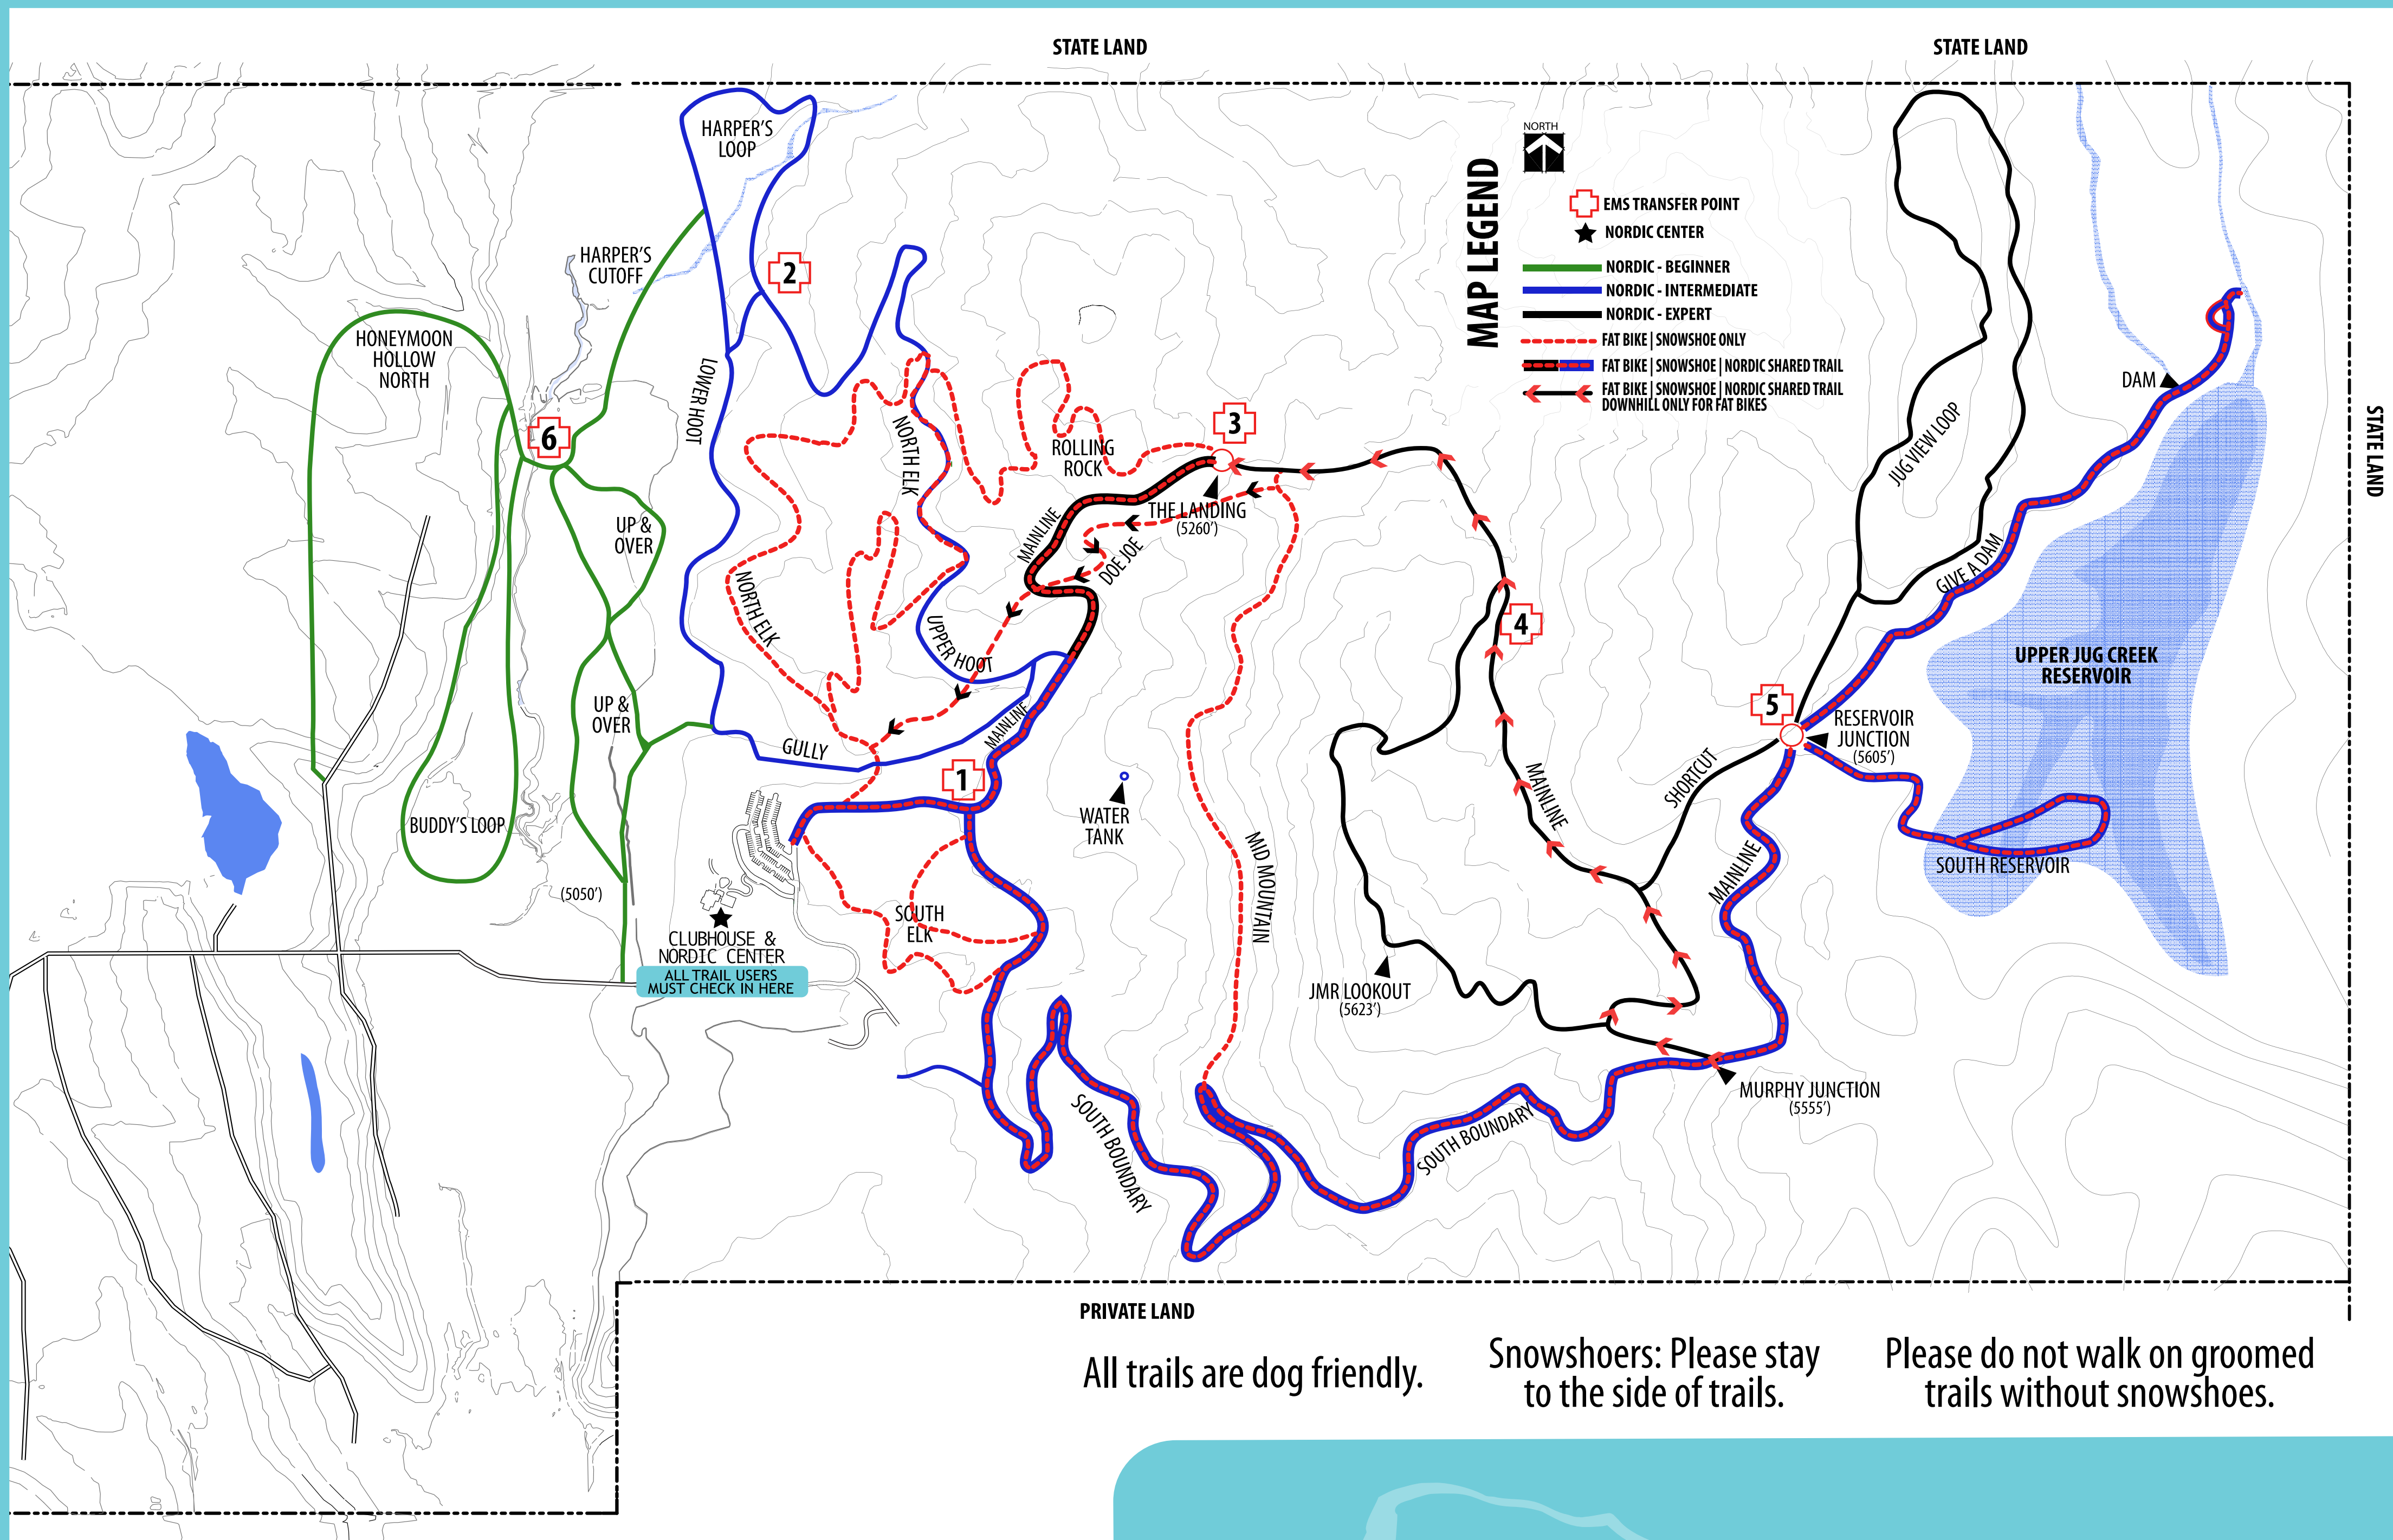 STATE LAND
STATE LAND
HARPER'S
LOOP
NORTH
MAP LEGEND
EMS TRANSFER POINT
NORDIC CENTER
NORDIC - BEGINNER
NORDIC - INTERMEDIATE
NORDIC - EXPERT
FAT BIKE | SNOWSHOE ONLY
FAT BIKE | SNOWSHOE | NORDIC SHARED TRAIL
FAT BIKE | SNOWSHOE | NORDIC SHARED TRAIL
DOWNHILL ONLY FOR FAT BIKES
HARPER'S
CUTOFF
2
HONEYMOON
HOLLOW
NORTH
LOWER HOOT
6
NORTH ELK
ROLLING
ROCK
3
THE LANDING
(5260')
MAINLINE
DOE JOE
JUG VIEW LOOP
DAM
GIVE A DAM
STATE LAND
UP &
OVER
NORTH ELK
UPPER HOOT
4
UPPER JUG CREEK
RESERVOIR
UP &
OVER
GULLY
MAINLINE
5
RESERVOIR
JUNCTION
(5605')
1
WATER
TANK
MID MOUNTAIN
MAINLINE
SHORTCUT
MAINLINE
SOUTH RESERVOIR
BUDDY'S LOOP
(5050')
SOUTH
ELK
CLUBHOUSE &
NORDIC CENTER
ALL TRAIL USERS
MUST CHECK IN HERE
JMR LOOKOUT
(5623')
MURPHY JUNCTION
(5555')
SOUTH BOUNDARY
SOUTH BOUNDARY
PRIVATE LAND
All trails are dog friendly.
Snowshoers: Please stay
to the side of trails.
Please do not walk on groomed
trails without snowshoes.